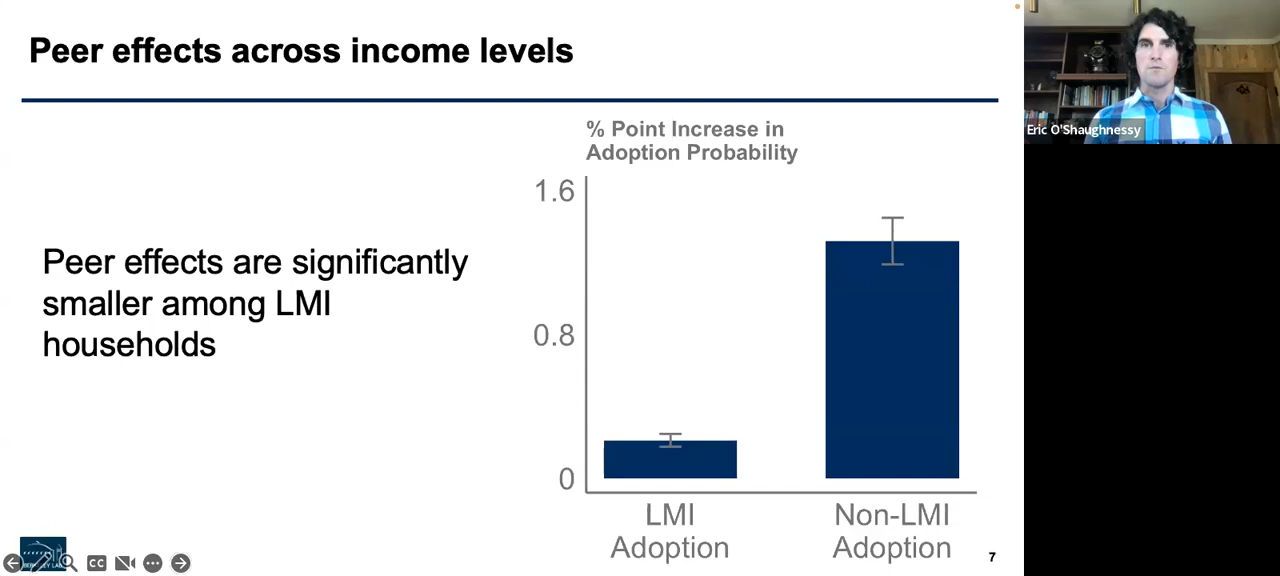 Peer effects across income levels
Eric O'Shaughnessy
% Point Increase in
Adoption Probability
Peer effects are significantly
smaller among LMI
households
1.6
0.8
0
LMI
Adoption
Non-LMI
Adoption
CC
7